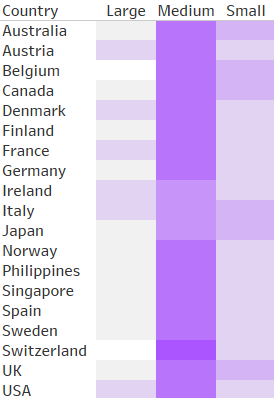 Country Large Medium Small
Australia
Austria
Belgium
Canada
Denmark
Finland
France
Germany
Ireland
Italy
Japan
Norway
Philippines
Singapore
Spain
Sweden
Switzerland
UK
USA